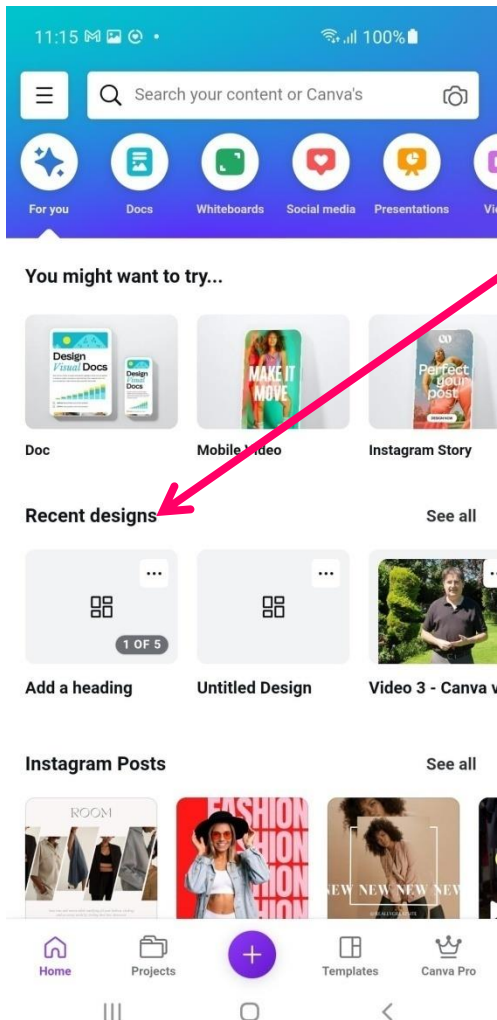 11:15
100%
Search your content or Canva's
For you
Docs
Whiteboards
Social media
Presentations
You might want to try...
Design
Visual Docs
Design
Visual
Docs
MAKE IT
MOVE
Perfect
your
post
Doc
Mobile Video
Instagram Story
Recent designs
See all
1 OF 5
Add a heading
Untitled Design
Video 3 - Canva v
Instagram Posts
See all
ROOM
FASHION
FASHION
FASHION
FASHION
NEW NEW NEW NEW
Home
Projects
Templates
Canva Pro